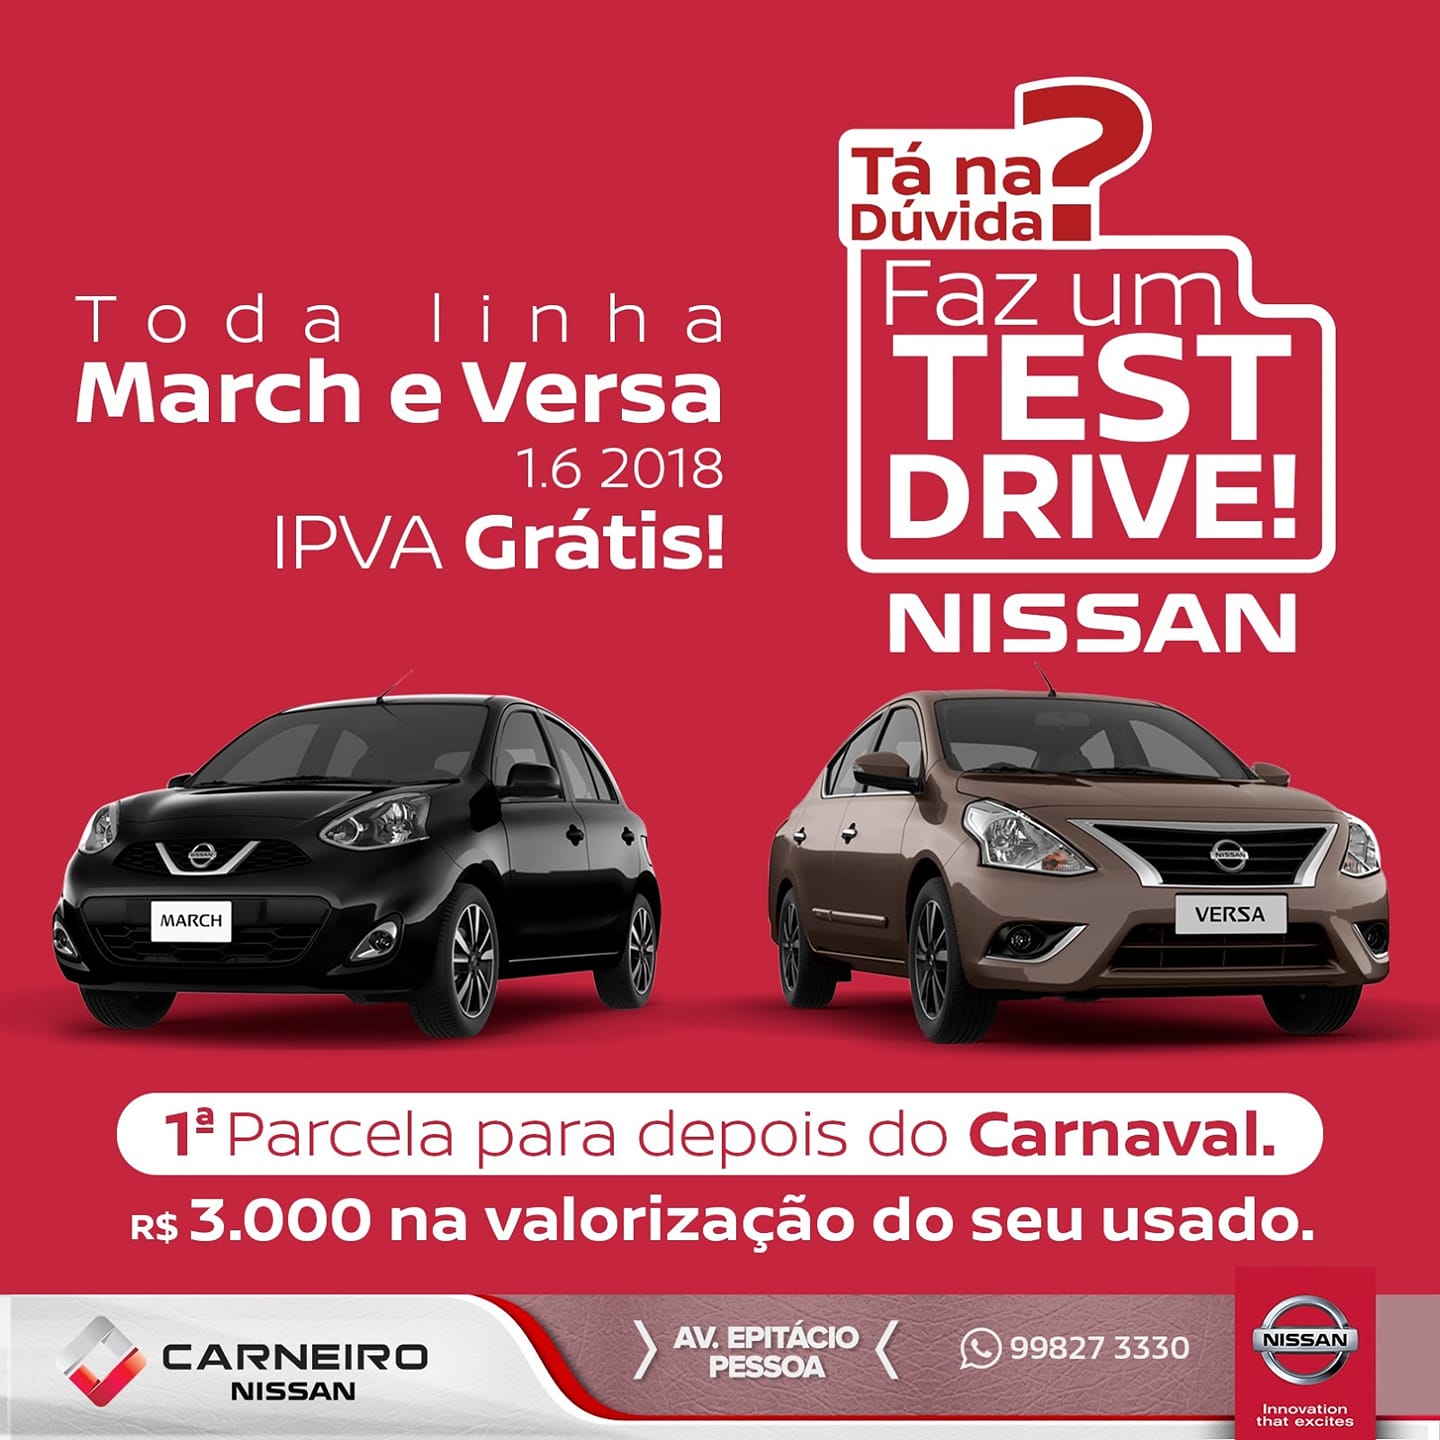 Tá na
Dúvida?
Faz um
TEST
DRIVE!
NISSAN
Toda linha
March e Versa
1.6 2018
IPVA Grátis!
NISSAN
MARCH
NISSAN
VERSA
1ª Parcela para depois do Carnaval.
R$ 3.000 na valorização do seu usado.
CARNEIRO
NISSAN
AV. EPITÁCIO
PESSOA
99827 3330
NISSAN
Innovation
that excites